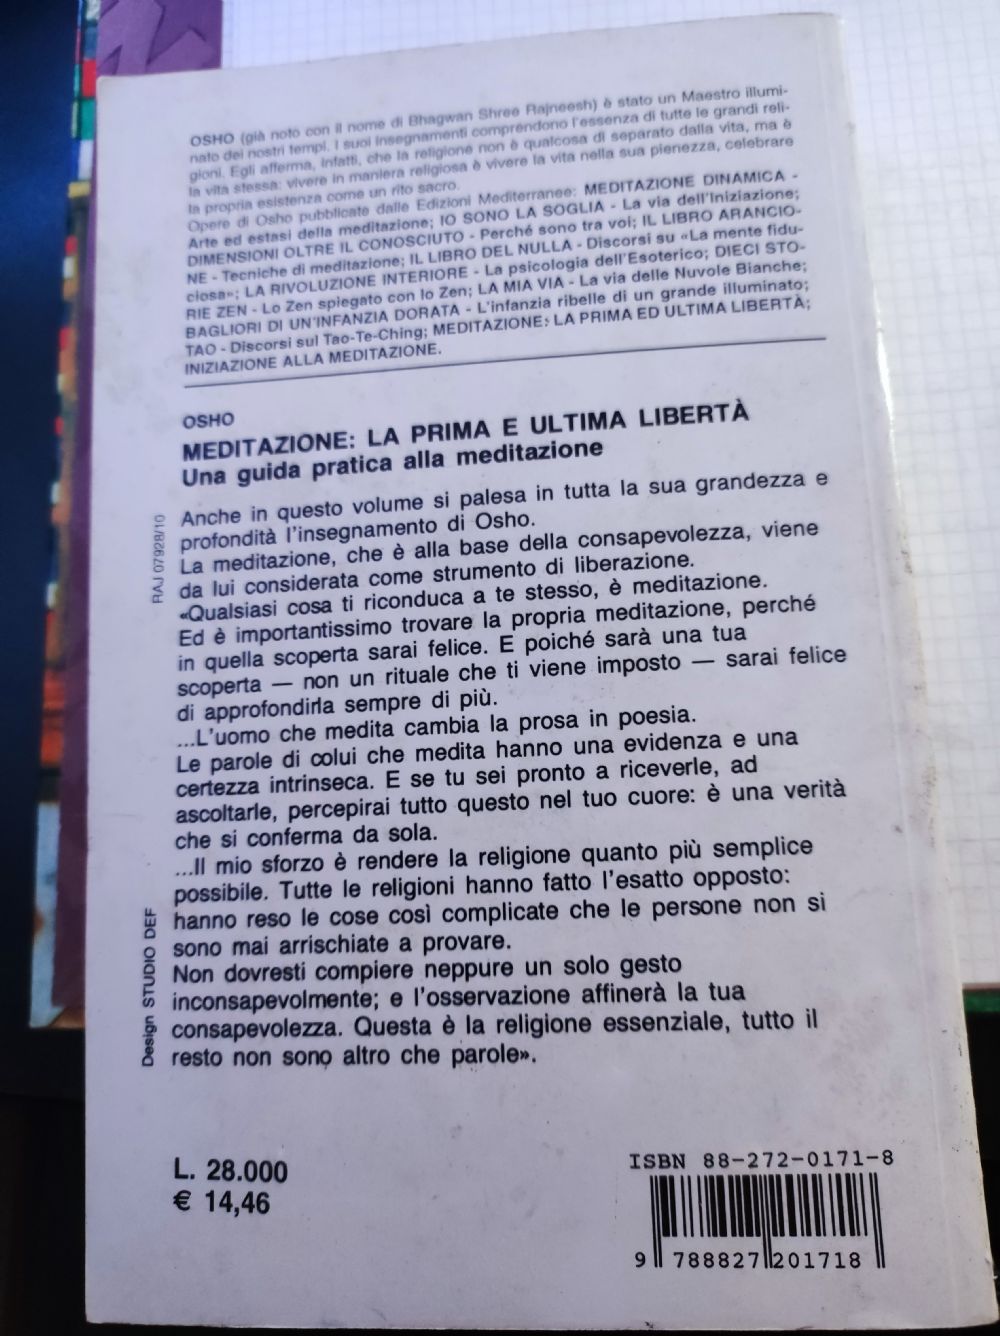 OSHO (già noto con il nome di Bhagwan Shree Rajneesh) è stato un Maestro illumi-
nato dei nostri tempi. I suoi insegnamenti comprendono l'essenza di tutte le grandi reli-
gioni. Egli afferma, infatti, che la religione non è qualcosa di separato dalla vita, ma è
la vita stessa: vivere in maniera religiosa è vivere la vita nella sua pienezza, celebrare
la propria esistenza come un rito sacro.
Opere di Osho pubblicate dalle Edizioni Mediterranee: MEDITAZIONE DINAMICA -
Arte ed estasi della meditazione; IO SONO LA SOGLIA - La via dell'Iniziazione;
DIMENSIONI OLTRE IL CONOSCIUTO - Perché sono tra voi; IL LIBRO ARANCIO-
NE - Tecniche di meditazione; IL LIBRO DEL NULLA - Discorsi su «La mente fidu-
ciosa»; LA RIVOLUZIONE INTERIORE - La psicologia dell'Esoterico; DIECI STO-
RIE ZEN - Lo Zen spiegato con lo Zen; LA MIA VIA - La via delle Nuvole Bianche;
BAGLIORI DI UN'INFANZIA DORATA - L'infanzia ribelle di un grande illuminato;
TAO - Discorsi sul Tao-Te-Ching; MEDITAZIONE: LA PRIMA ED ULTIMA LIBERTÀ;
INIZIAZIONE ALLA MEDITAZIONE.
OSHO
MEDITAZIONE: LA PRIMA E ULTIMA LIBERTÀ
Una guida pratica alla meditazione
Anche in questo volume si palesa in tutta la sua grandezza e
profondità l'insegnamento di Osho.
La meditazione, che è alla base della consapevolezza, viene
da lui considerata come strumento di liberazione.
«Qualsiasi cosa ti riconduca a te stesso, è meditazione.
Ed è importantissimo trovare la propria meditazione, perché
in quella scoperta sarai felice. E poiché sarà una tua
scoperta — non un rituale che ti viene imposto — sarai felice
di approfondirla sempre di più.
...L'uomo che medita cambia la prosa in poesia.
Le parole di colui che medita hanno una evidenza e una
certezza intrinseca. E se tu sei pronto a riceverle, ad
ascoltarle, percepirai tutto questo nel tuo cuore: è una verità
che si conferma da sola.
...Il mio sforzo è rendere la religione quanto più semplice
possibile. Tutte le religioni hanno fatto l'esatto opposto:
hanno reso le cose così complicate che le persone non si
sono mai arrischiate a provare.
Non dovresti compiere neppure un solo gesto
inconsapevolmente; e l'osservazione affinerà la tua
consapevolezza. Questa è la religione essenziale, tutto il
resto non sono altro che parole».
RAJ 07928/10
Design STUDIO DEF
L. 28.000
€ 14,46
ISBN 88-272-0171-8
9 788827 201718